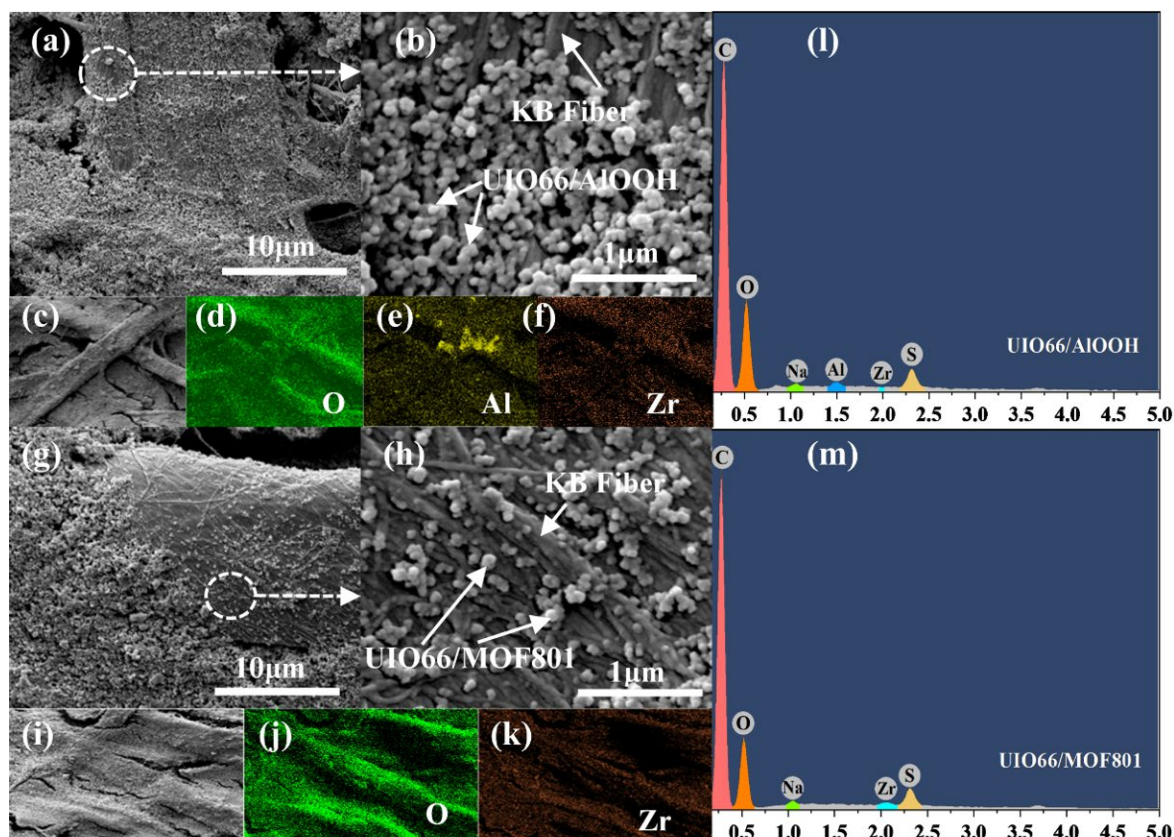 (a)
10μm
(b)
KB Fiber
UIO66/AlOOH
1μm
(c)
(d)
O
(e)
Al
(f)
Zr
(g)
10μm
(h)
KB Fiber
UIO66/MOF801
1μm
(i)
(j)
O
(k)
Zr
(l)
C
O
Na
Al
Zr
S
UIO66/AlOOH
0.5 1.0 1.5 2.0 2.5 3.0 3.5 4.0 4.5 5.0
(m)
C
O
Na
Zr
S
UIO66/MOF801
0.5 1.0 1.5 2.0 2.5 3.0 3.5 4.0 4.5 5.0